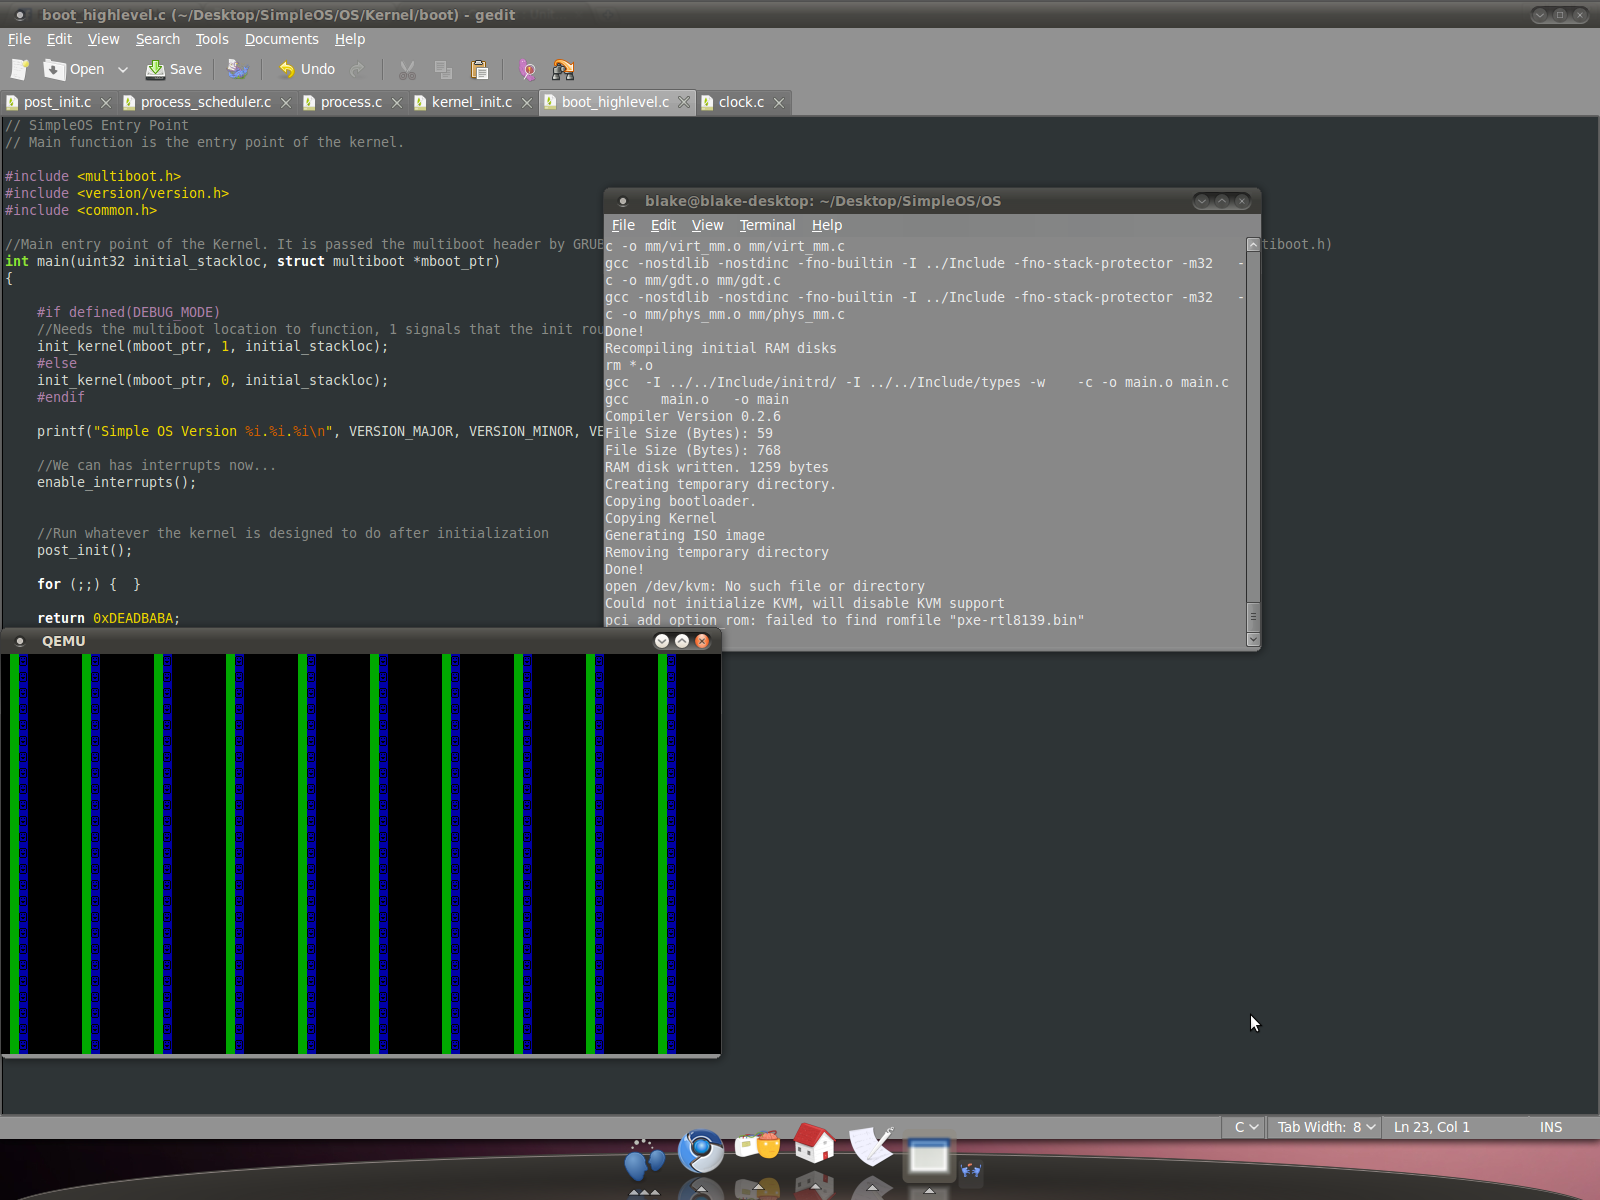 boot_highlevel.c (~/Desktop/SimpleOS/OS/Kernel/boot) - gedit
File Edit View Search Tools Documents Help
Open Save Undo
post_init.c process_scheduler.c process.c kernel_init.c boot_highlevel.c clock.c
// SimpleOS Entry Point
// Main function is the entry point of the kernel.
#include <multiboot.h>
#include <version/version.h>
#include <common.h>
//Main entry point of the Kernel. It is passed the multiboot header by GRUB tiboot.h)
int main(uint32 initial_stackloc, struct multiboot *mboot_ptr)
{
#if defined(DEBUG_MODE)
//Needs the multiboot location to function, 1 signals that the init rou
init_kernel(mboot_ptr, 1, initial_stackloc);
#else
init_kernel(mboot_ptr, 0, initial_stackloc);
#endif
printf("Simple OS Version %i.%i.%i\n", VERSION_MAJOR, VERSION_MINOR, VE
//We can has interrupts now...
enable_interrupts();
//Run whatever the kernel is designed to do after initialization
post_init();
for (;;) { }
return 0xDEADBABA;
blake@blake-desktop: ~/Desktop/SimpleOS/OS
File Edit View Terminal Help
c -o mm/virt_mm.o mm/virt_mm.c
gcc -nostdlib -nostdinc -fno-builtin -I ../Include -fno-stack-protector -m32 -
c -o mm/gdt.o mm/gdt.c
gcc -nostdlib -nostdinc -fno-builtin -I ../Include -fno-stack-protector -m32 -
c -o mm/phys_mm.o mm/phys_mm.c
Done!
Recompiling initial RAM disks
rm *.o
gcc -I ../../Include/initrd/ -I ../../Include/types -w -c -o main.o main.c
gcc main.o -o main
Compiler Version 0.2.6
File Size (Bytes): 59
File Size (Bytes): 768
RAM disk written. 1259 bytes
Creating temporary directory.
Copying bootloader.
Copying Kernel
Generating ISO image
Removing temporary directory
Done!
open /dev/kvm: No such file or directory
Could not initialize KVM, will disable KVM support
pci_add_option_rom: failed to find romfile "pxe-rtl8139.bin"
QEMU
C Tab Width: 8 Ln 23, Col 1 INS